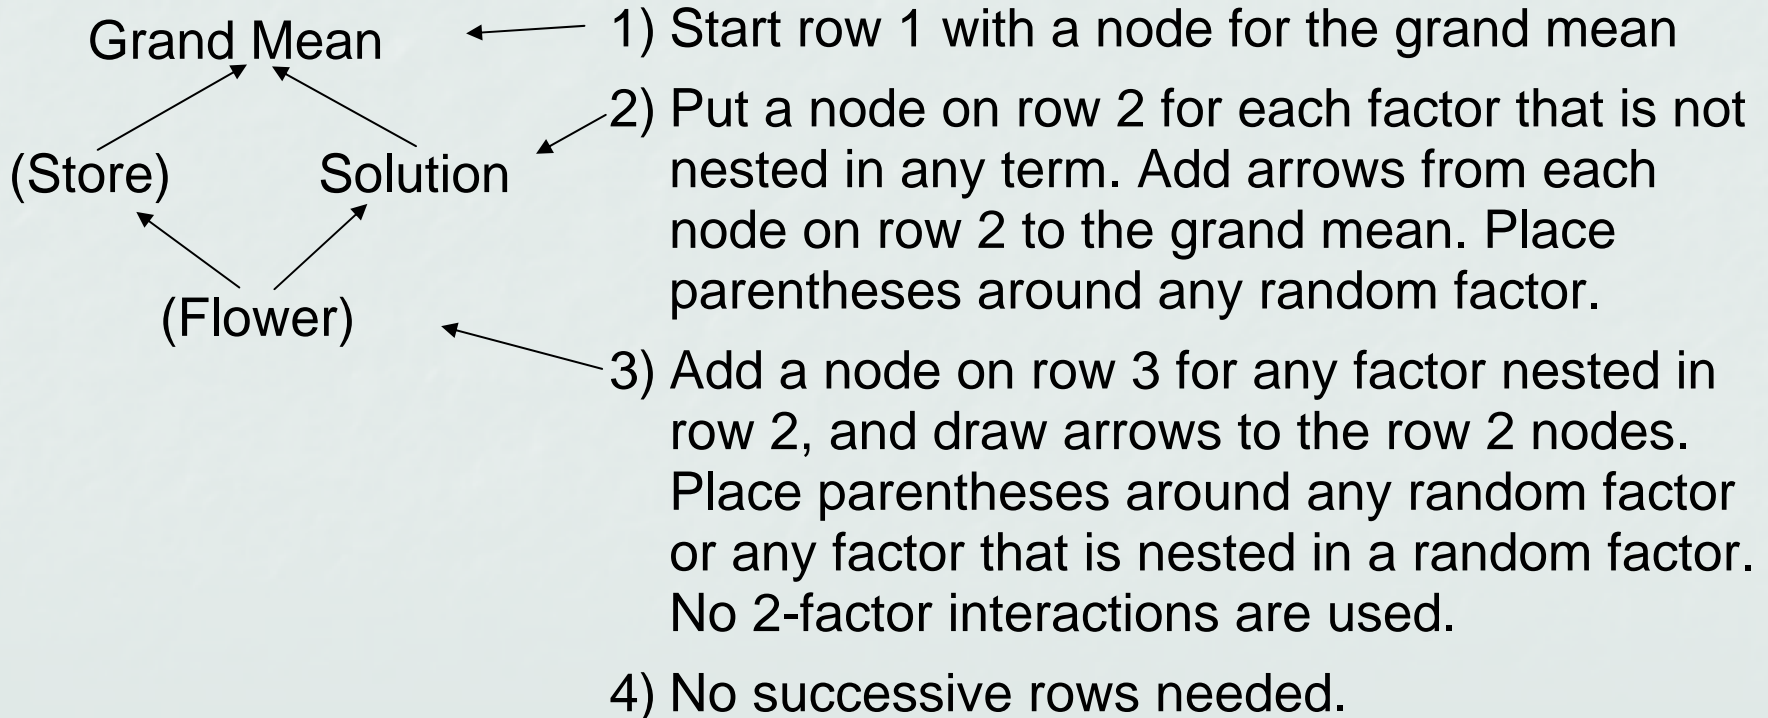 Grand Mean
(Store)
Solution
(Flower)
1) Start row 1 with a node for the grand mean
2) Put a node on row 2 for each factor that is not
nested in any term. Add arrows from each
node on row 2 to the grand mean. Place
parentheses around any random factor.
3) Add a node on row 3 for any factor nested in
row 2, and draw arrows to the row 2 nodes.
Place parentheses around any random factor
or any factor that is nested in a random factor.
No 2-factor interactions are used.
4) No successive rows needed.